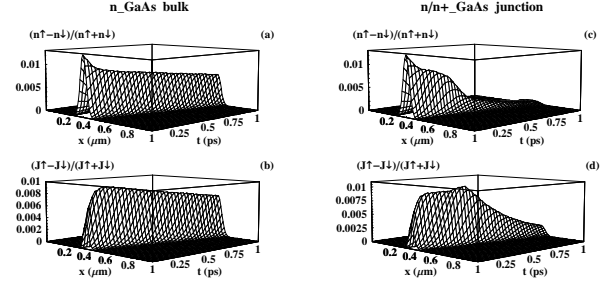 n_GaAs bulk
n/n+_GaAs junction
(n↑−n↓)/(n↑+n↓)
(a)
0.01
0.005
0
0.2
0.4
0.6
0.8
1
x (μm)
0.25
0.5
0.75
1
t (ps)
(n↑−n↓)/(n↑+n↓)
(c)
0.01
0.005
0
0.2
0.4
0.6
0.8
1
x (μm)
0.25
0.5
0.75
1
t (ps)
(J↑−J↓)/(J↑+J↓)
(b)
0.01
0.008
0.006
0.004
0.002
0
0.2
0.4
0.6
0.8
1
x (μm)
0.25
0.5
0.75
1
t (ps)
(J↑−J↓)/(J↑+J↓)
(d)
0.01
0.0075
0.005
0.0025
0
0.2
0.4
0.6
0.8
1
x (μm)
0.25
0.5
0.75
1
t (ps)